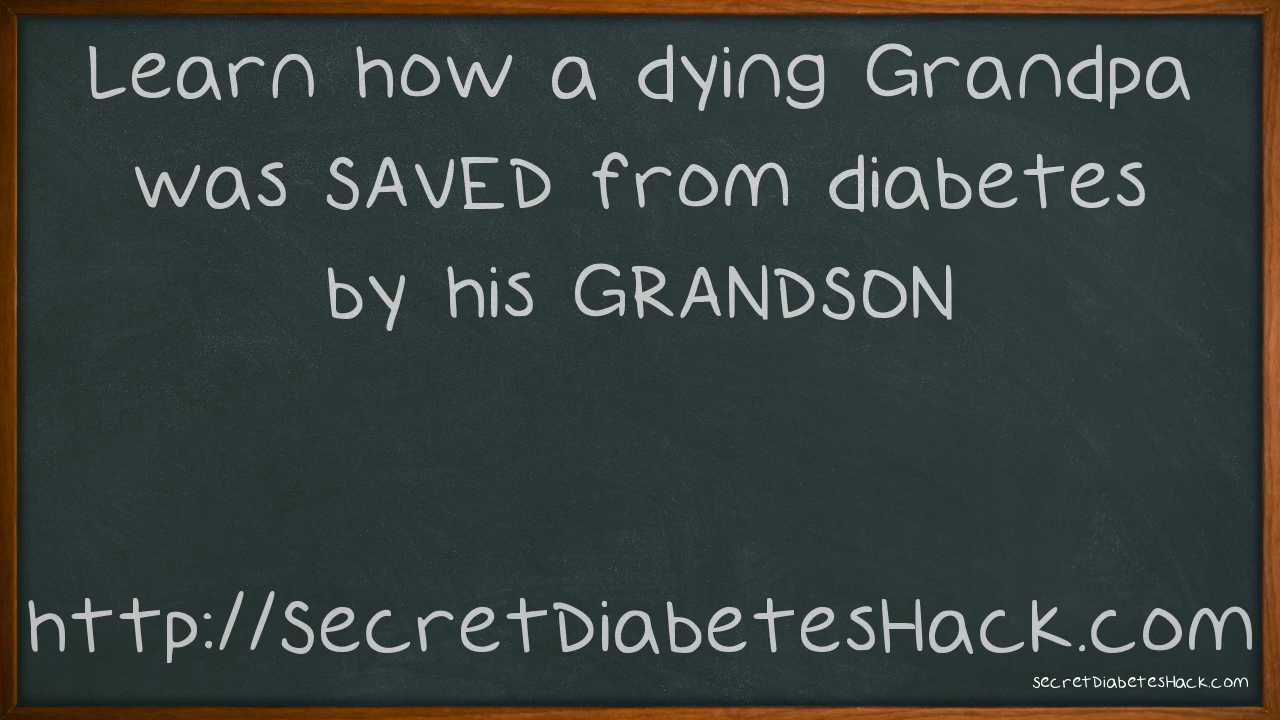 Learn how a dying Grandpa
was SAVED from diabetes
by his GRANDSON
http://SecretDiabetesHack.com
SecretDiabetesHack.com